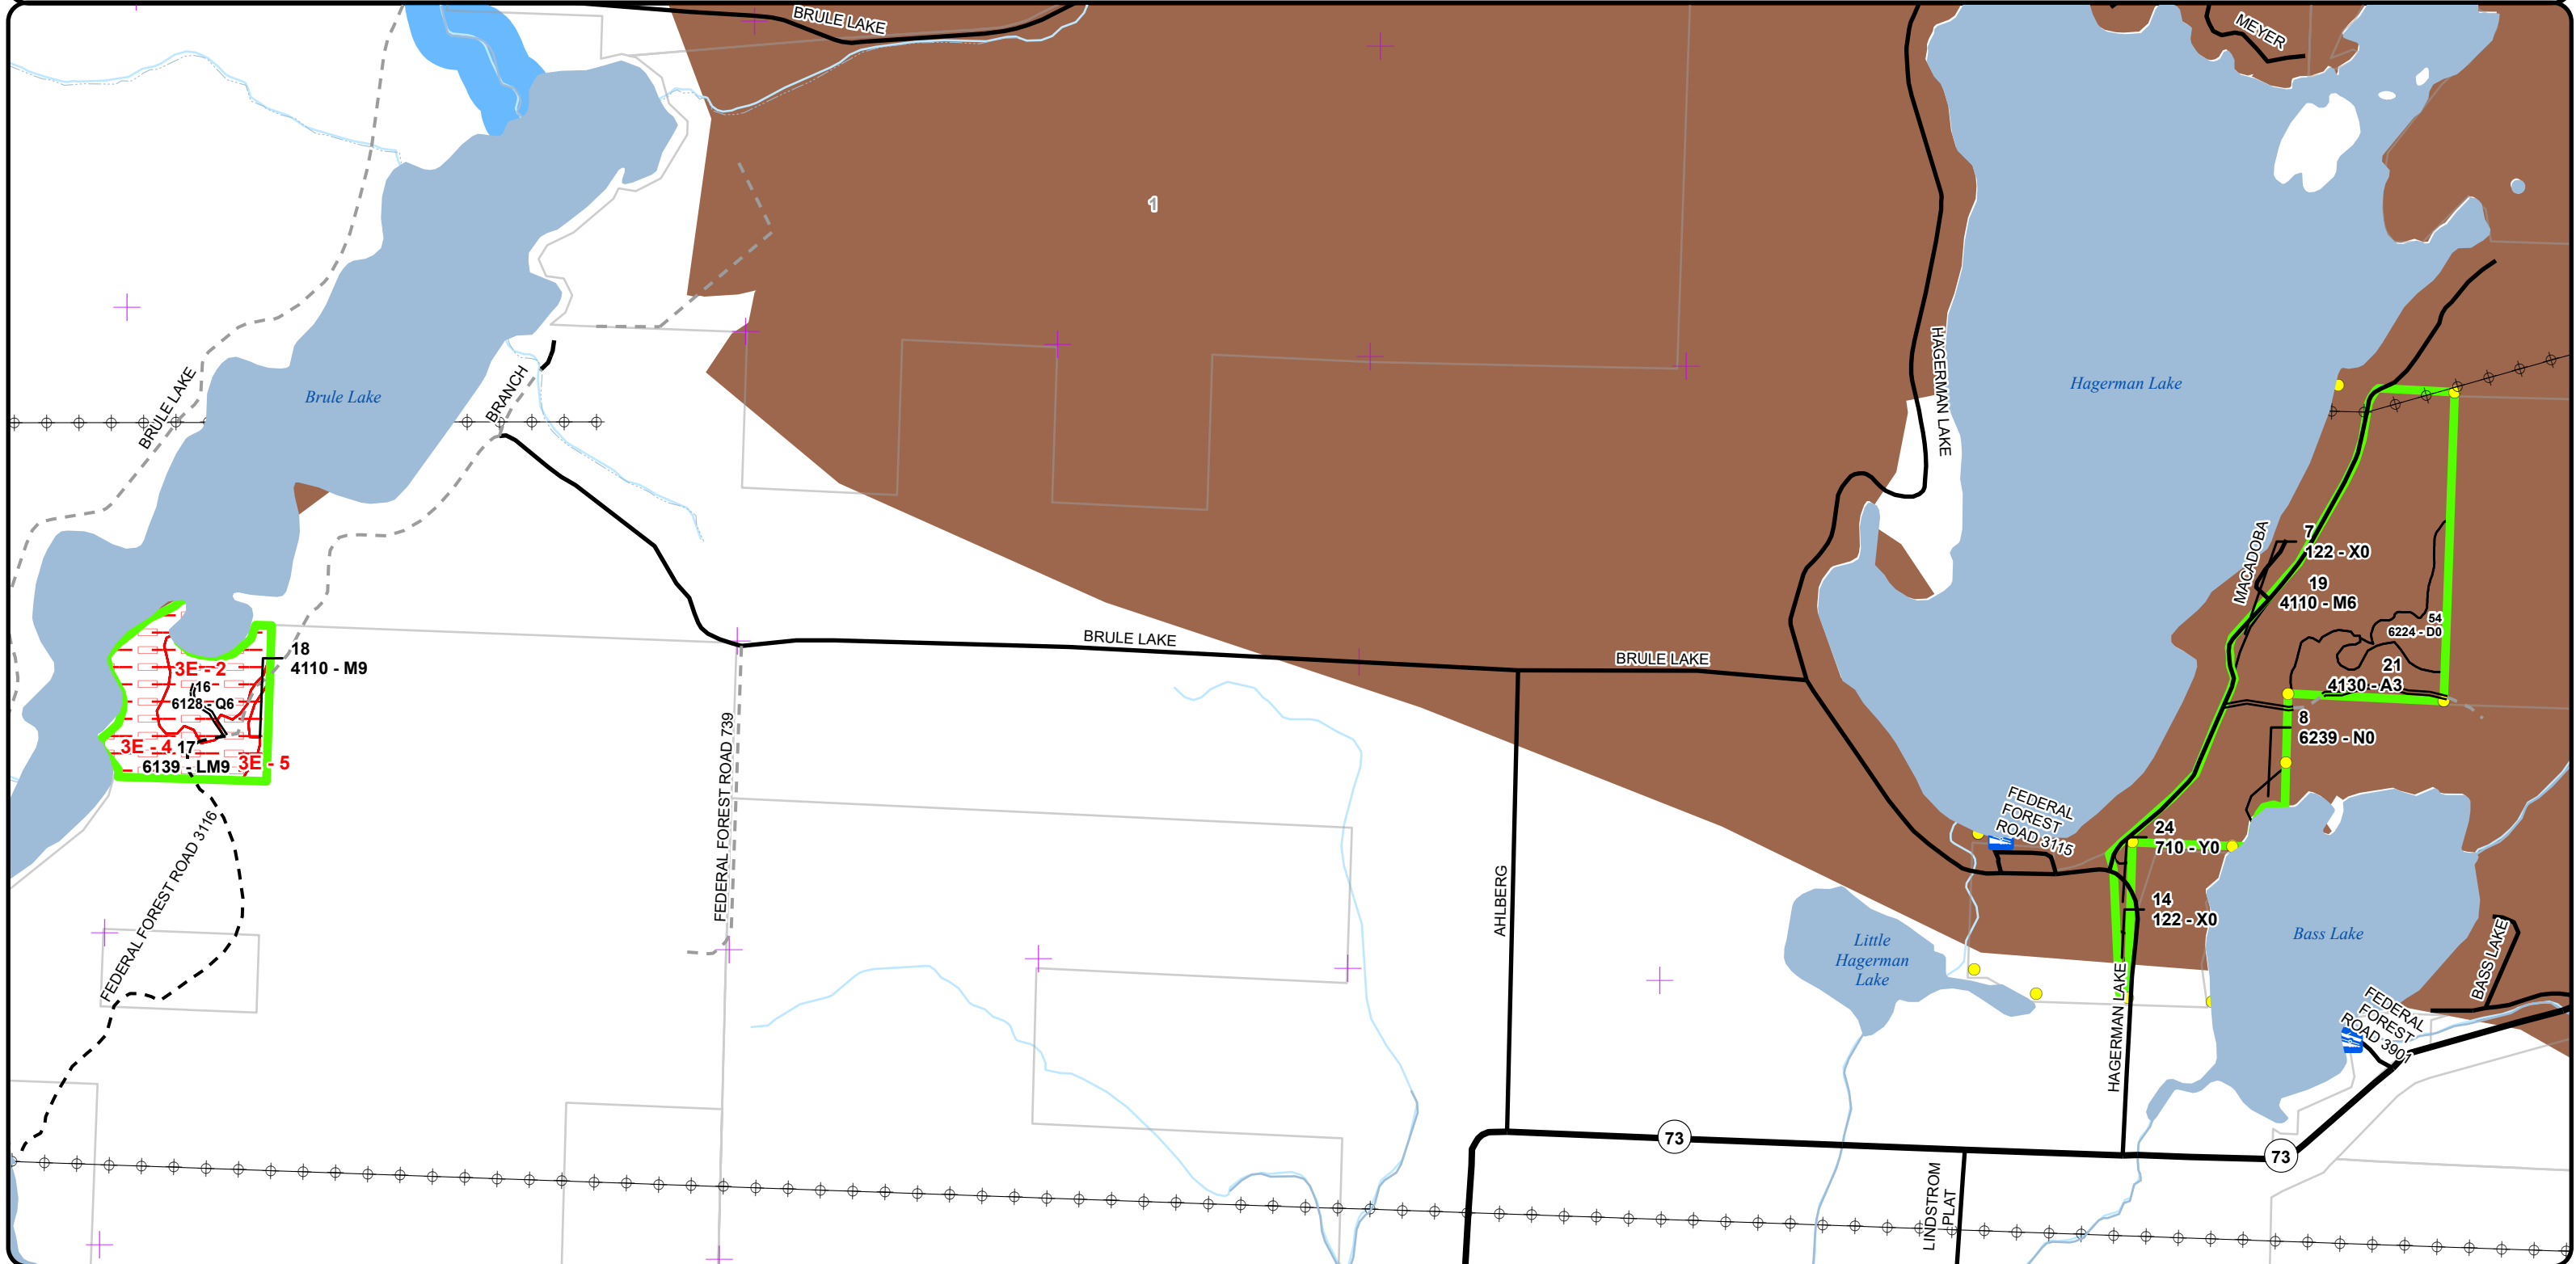 BRULE LAKE
MEYER
1
HAGERMAN LAKE
Hagerman Lake
BRULE LAKE
Brule Lake
BRANCH
MACADOBA
7
122 - X0
19
4110 - M6
54
6224 - D0
21
4130 - A3
8
6239 - N0
18
4110 - M9
3E - 2
16
6128 - Q6
3E - 4
17
6139 - LM9
3E - 5
BRULE LAKE
BRULE LAKE
FEDERAL FOREST ROAD 739
FEDERAL FOREST ROAD 3116
AHLBERG
FEDERAL
FOREST
ROAD 3115
24
710 - Y0
14
122 - X0
Little
Hagerman
Lake
Bass Lake
BASS LAKE
HAGERMAN LAKE
FEDERAL
FOREST
ROAD 3901
73
73
LINDSTROM
PLAT